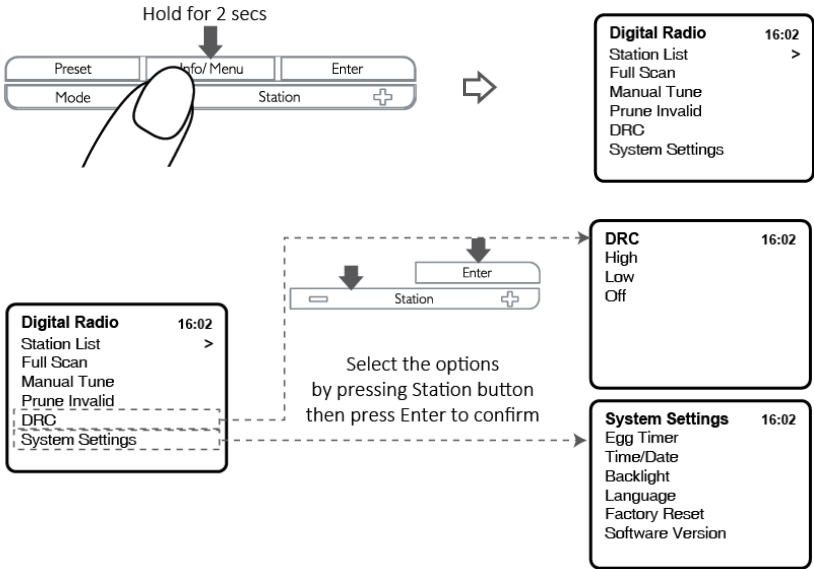 Hold for 2 secs
Preset Info/ Menu Enter
Mode Station
Digital Radio 16:02
Station List >
Full Scan
Manual Tune
Prune Invalid
DRC
System Settings
Enter
Station
Select the options
by pressing Station button
then press Enter to confirm
Digital Radio 16:02
Station List >
Full Scan
Manual Tune
Prune Invalid
DRC
System Settings
DRC 16:02
High
Low
Off
System Settings 16:02
Egg Timer
Time/Date
Backlight
Language
Factory Reset
Software Version